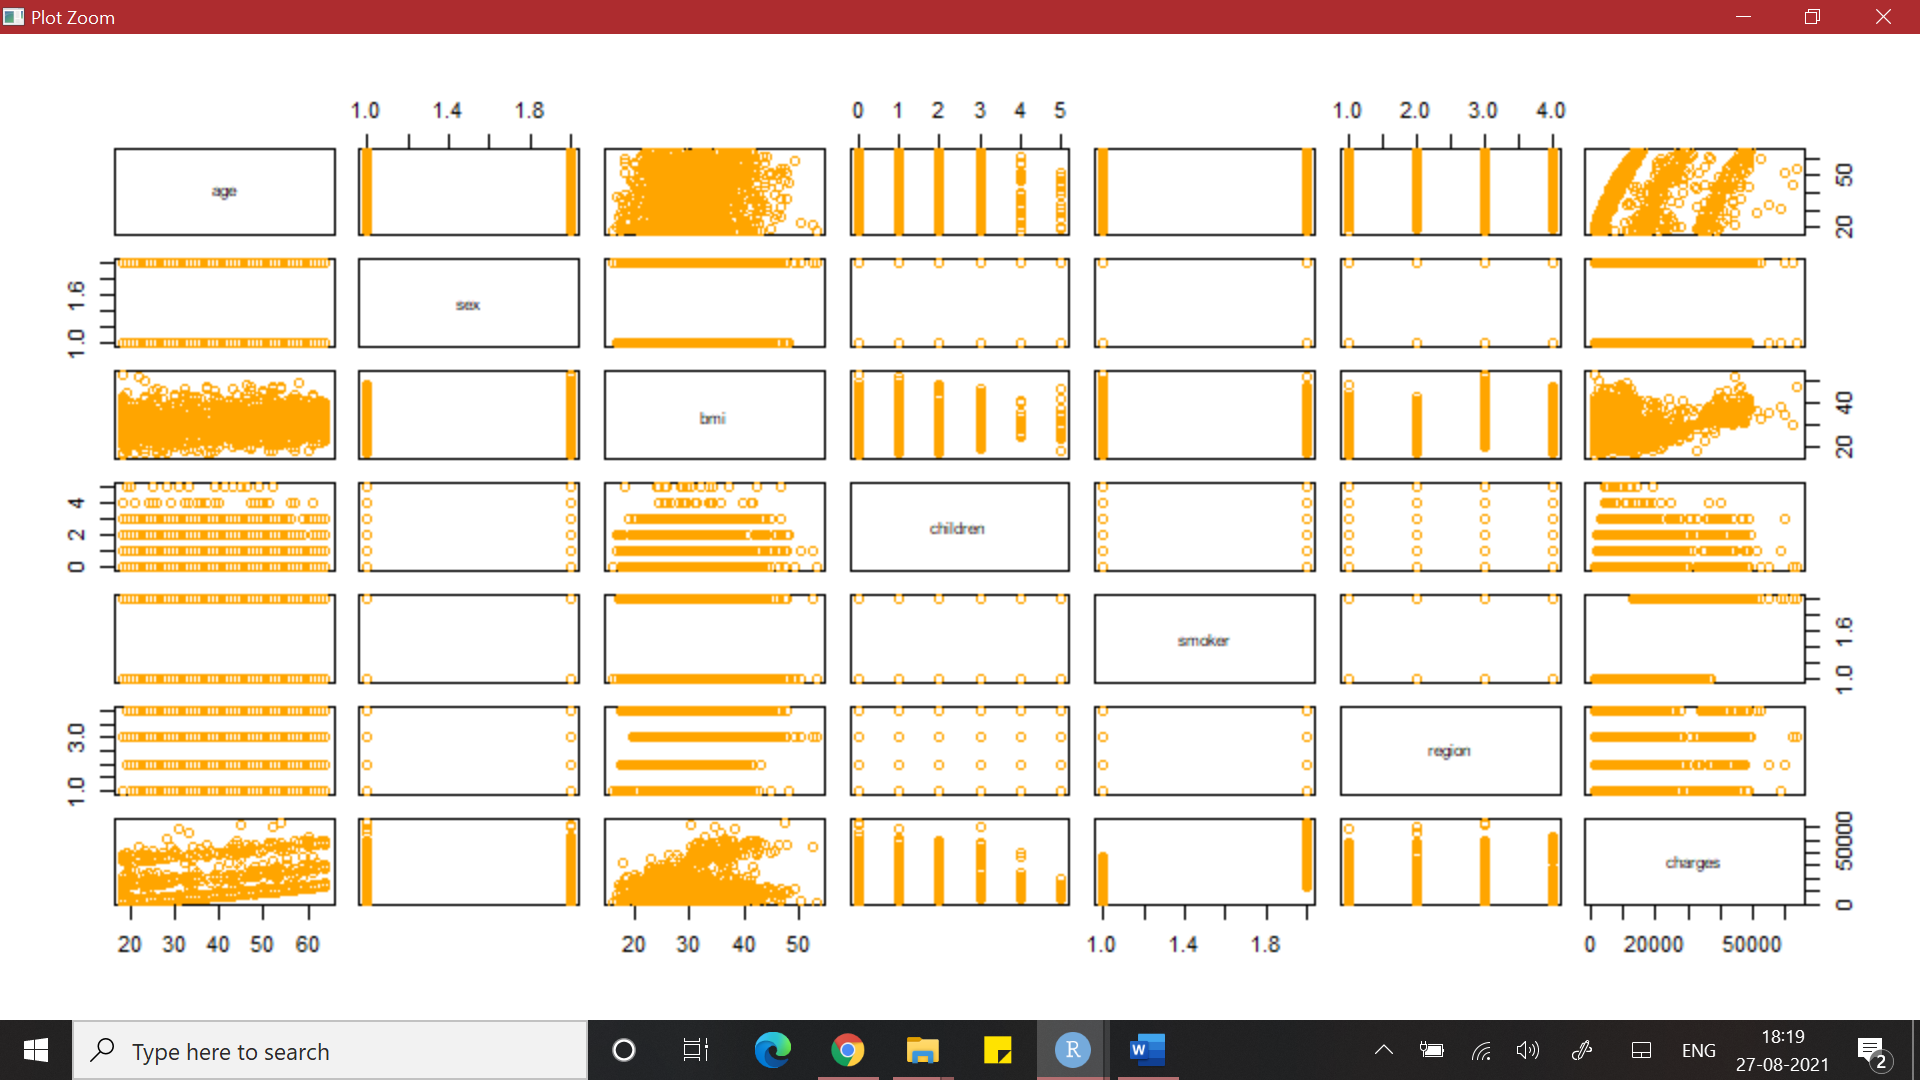 Plot Zoom
1.0 1.4 1.8
0 1 2 3 4 5
1.0 2.0 3.0 4.0
age
20 50
1.0 1.6
sex
bmi
20 40
0 2 4
children
smoker
1.0 1.6
1.0 3.0
region
charges
0 50000
20 30 40 50 60
20 30 40 50
1.0 1.4 1.8
0 20000 50000
Type here to search
R
W
ENG
18:19
27-08-2021
2